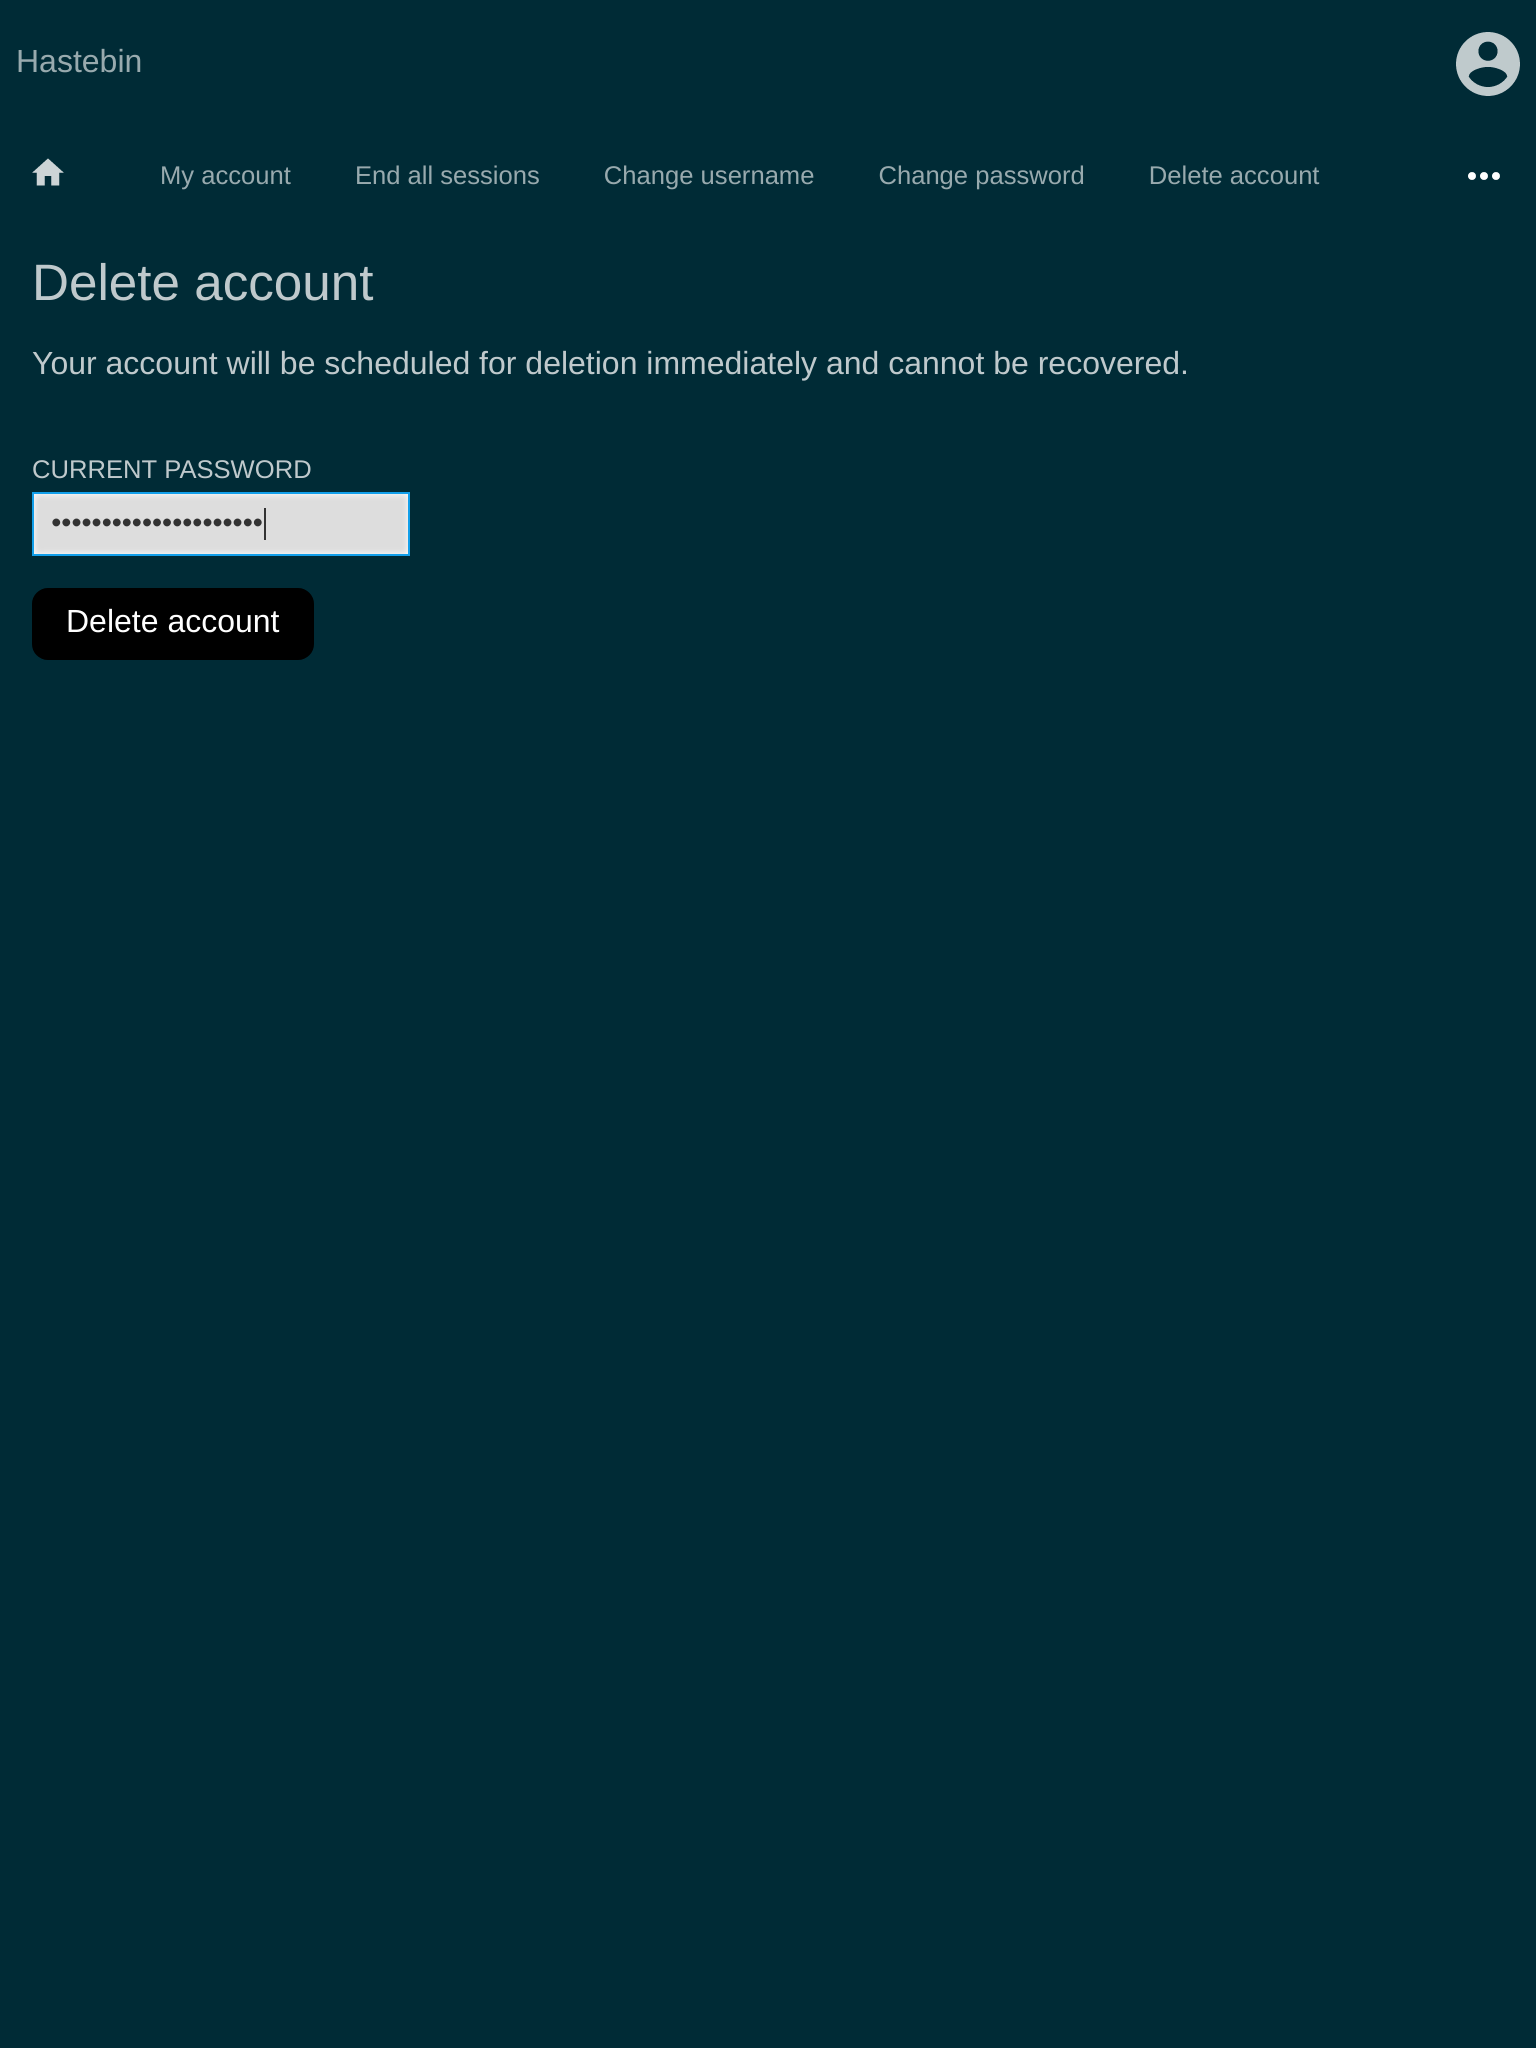 Hastebin
My account End all sessions Change username Change password Delete account
Delete account
Your account will be scheduled for deletion immediately and cannot be recovered.
CURRENT PASSWORD
•••••••••••••••••••••
Delete account